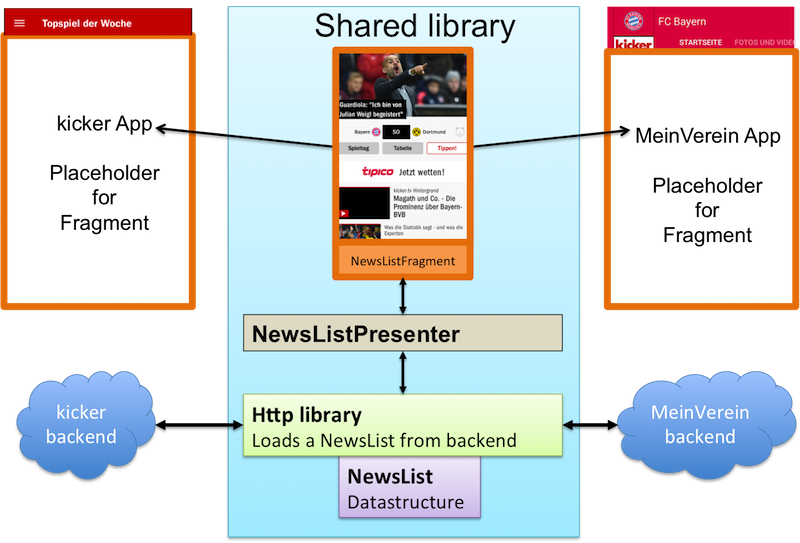 Topspiel der Woche
kicker App
Placeholder
for
Fragment
Shared library
Guardiola: "Ich bin von
Julian Weigl begeistert"
Bayern SO Dortmund
Spieltag Tabelle Tippen!
tipico Jetzt wetten!
kicker.tv Hintergrund
Magath und Co. - Die
Prominenz über Bayern-
BVB
Was die Statistik sagt - und was die
Experten
NewsListFragment
FC Bayern
kicker STARTSEITE FOTOS UND VIDEO
MeinVerein App
Placeholder
for
Fragment
NewsListPresenter
kicker
backend
Http library
Loads a NewsList from backend
MeinVerein
backend
NewsList
Datastructure